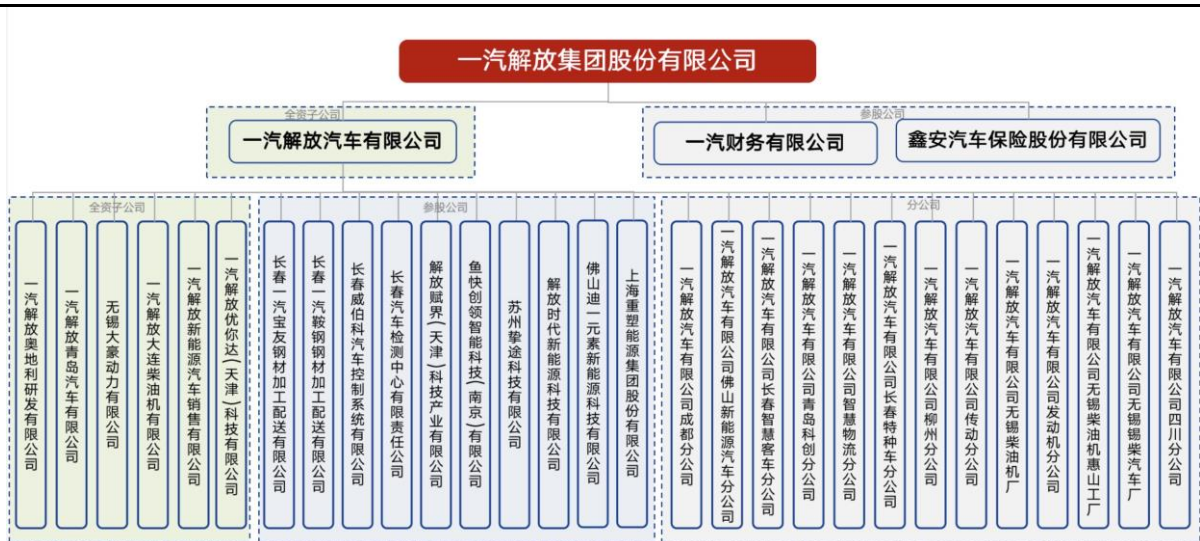 一汽解放集团股份有限公司
全资子公司
一汽解放汽车有限公司
参股公司
一汽财务有限公司
鑫安汽车保险股份有限公司
全资子公司
一汽解放奥地利研发有限公司
一汽解放青岛汽车有限公司
无锡大豪动力有限公司
一汽解放大连柴油机有限公司
一汽解放新能源汽车销售有限公司
一汽解放优你达(天津)科技有限公司
参股公司
长春一汽宝友钢材加工配送有限公司
长春一汽鞍钢钢材加工配送有限公司
长春威伯科汽车控制系统有限公司
长春汽车检测中心有限责任公司
解放赋界(天津)科技产业有限公司
鱼快创领智能科技(南京)有限公司
苏州挚途科技有限公司
解放时代新能源科技有限公司
佛山迪一元素新能源科技有限公司
上海重塑能源集团股份有限公司
分公司
一汽解放汽车有限公司成都分公司
一汽解放汽车有限公司佛山新能源汽车分公司
一汽解放汽车有限公司长春智慧客车分公司
一汽解放汽车有限公司青岛科创分公司
一汽解放汽车有限公司智慧物流分公司
一汽解放汽车有限公司长春特种车分公司
一汽解放汽车有限公司柳州分公司
一汽解放汽车有限公司传动分公司
一汽解放汽车有限公司无锡柴油机厂
一汽解放汽车有限公司发动机分公司
一汽解放汽车有限公司无锡柴油机惠山工厂
一汽解放汽车有限公司无锡锡柴汽车厂
一汽解放汽车有限公司四川分公司